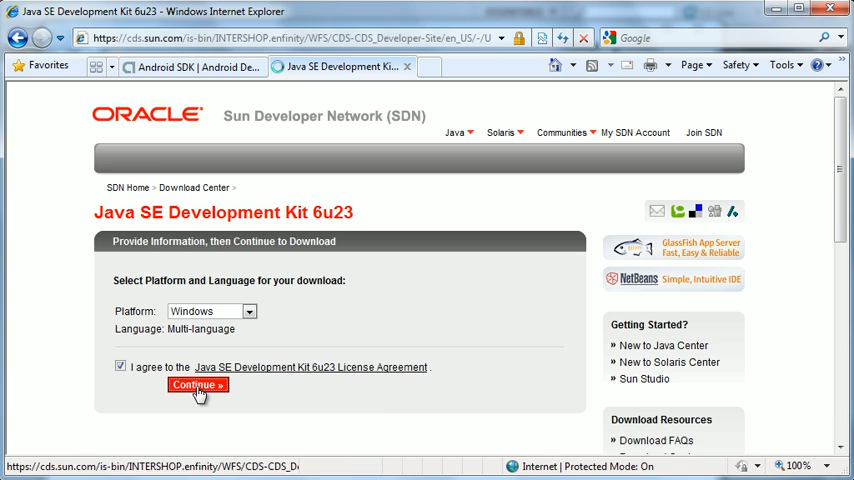 Java SE Development Kit 6u23 - Windows Internet Explorer
https://cds.sun.com/is-bin/INTERSHOP.enfinity/WFS/CDS-CDS_Developer-Site/en_US/-/U
Google
Favorites
Android SDK | Android De...
Java SE Development Ki...
Page
Safety
Tools
ORACLE
Sun Developer Network (SDN)
Java
Solaris
Communities
My SDN Account
Join SDN
SDN Home > Download Center >
Java SE Development Kit 6u23
Provide Information, then Continue to Download
Select Platform and Language for your download:
Platform: Windows
Language: Multi-language
I agree to the Java SE Development Kit 6u23 License Agreement .
Continue »
GlassFish App Server
Fast, Easy & Reliable
NetBeans Simple, Intuitive IDE
Getting Started?
» New to Java Center
» New to Solaris Center
» Sun Studio
Download Resources
» Download FAQs
https://cds.sun.com/is-bin/INTERSHOP.enfinity/WFS/CDS-CDS_De
Internet | Protected Mode: On
100%